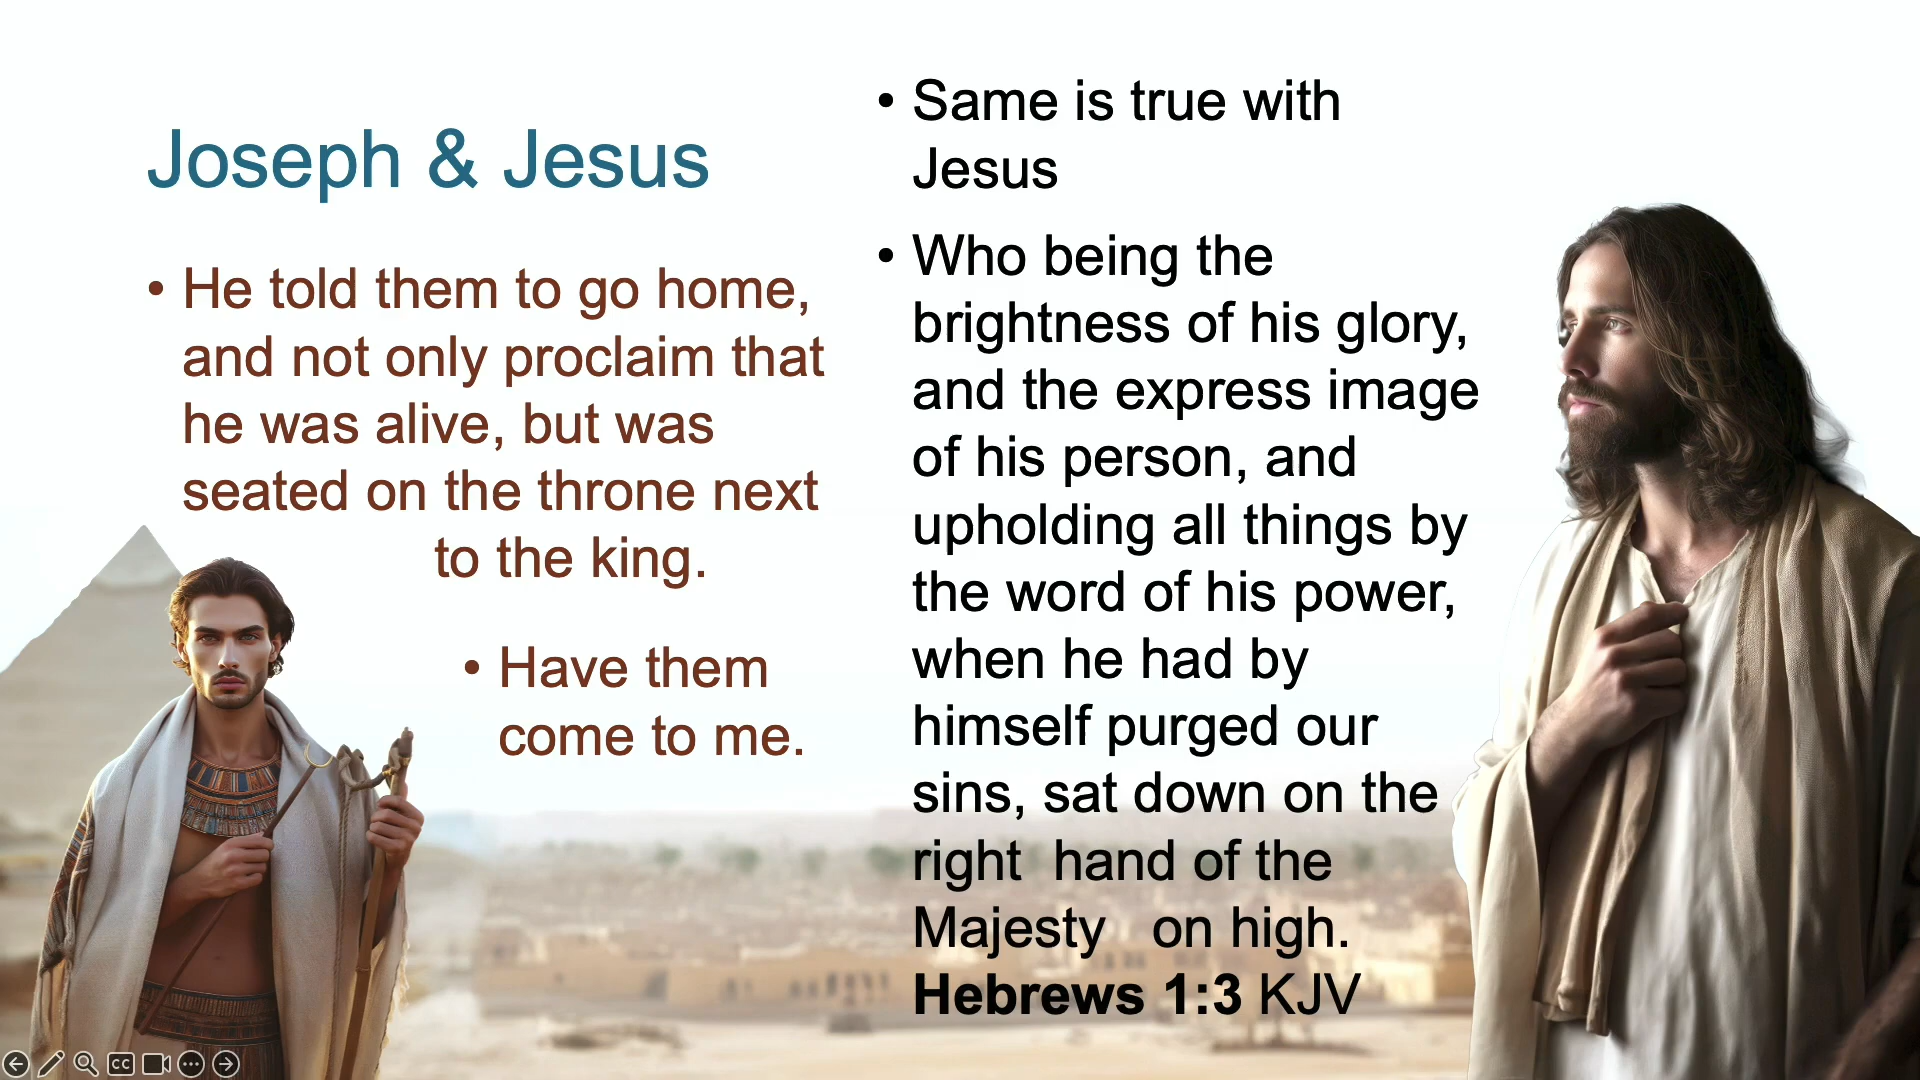 Joseph & Jesus
• He told them to go home,
and not only proclaim that
he was alive, but was
seated on the throne next
to the king.
• Have them
come to me.
• Same is true with
Jesus
• Who being the
brightness of his glory,
and the express image
of his person, and
upholding all things by
the word of his power,
when he had by
himself purged our
sins, sat down on the
right hand of the
Majesty on high.
Hebrews 1:3 KJV
CC